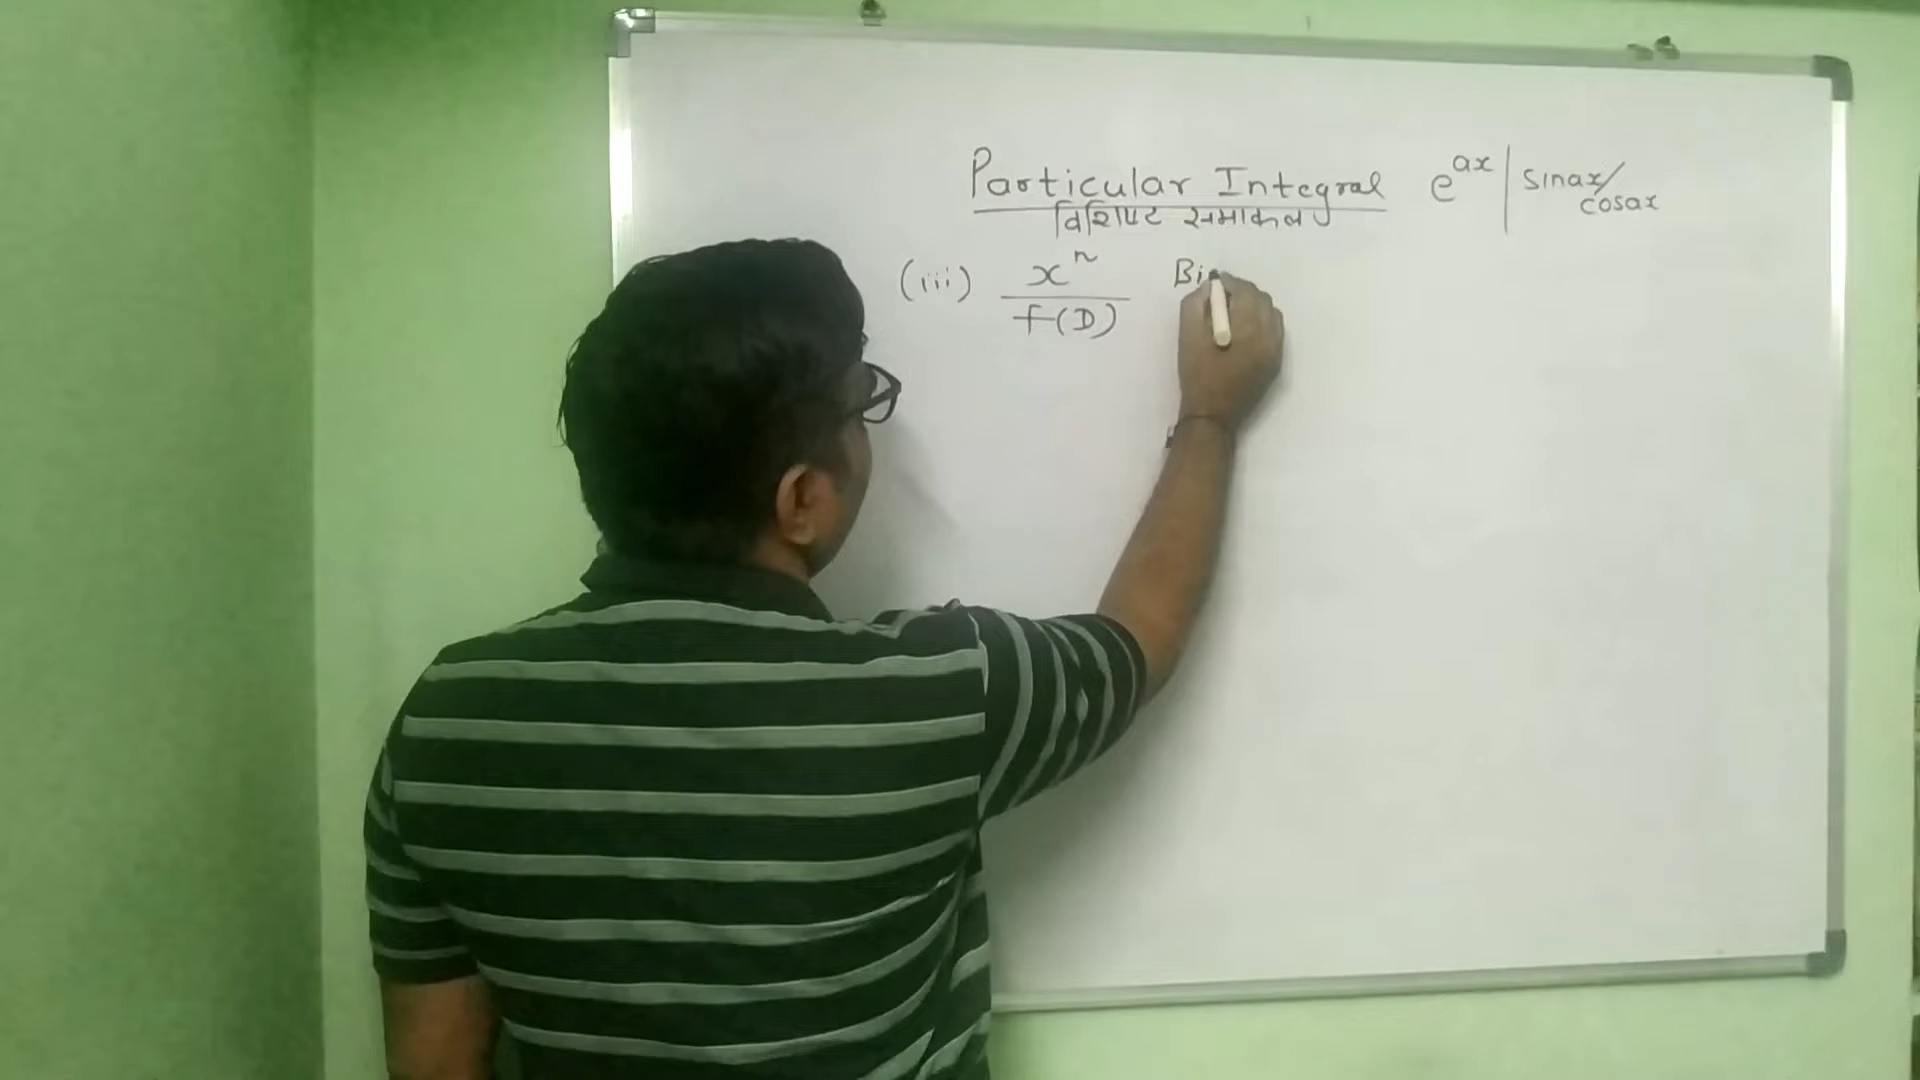 Particular Integral e^ax | sinax/cosax
विशिष्ट समाकल
(iii) x^n / f(D) Bi